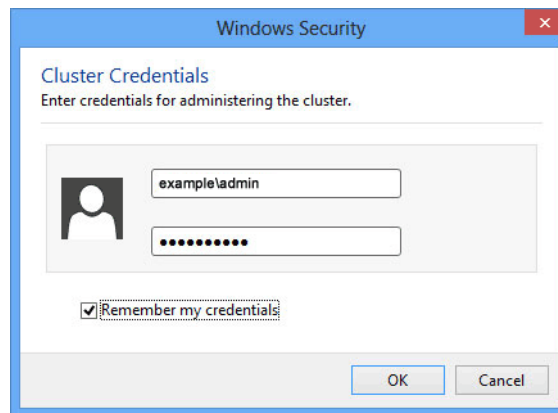 Windows Security
Cluster Credentials
Enter credentials for administering the cluster.
example\admin
●●●●●●●●●●
Remember my credentials
OK
Cancel